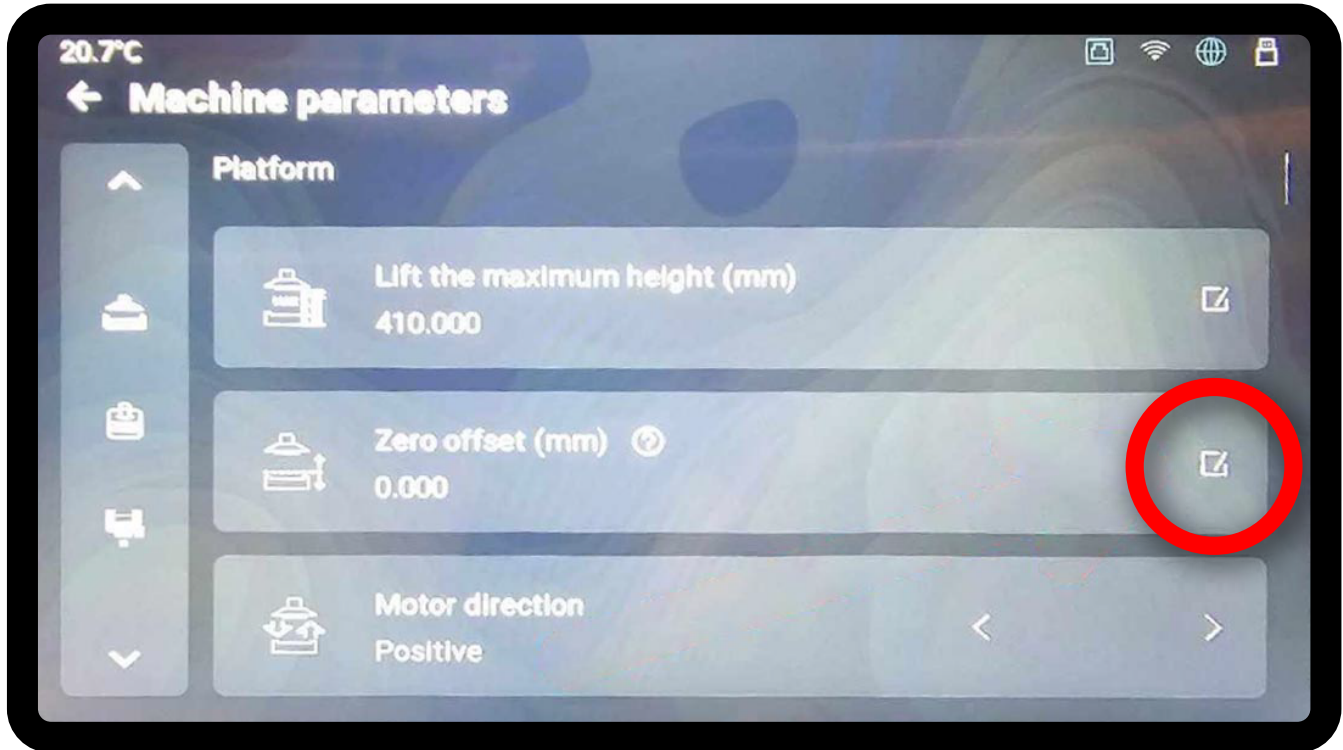 20.7°C
Machine parameters
Platform
Lift the maximum height (mm)
410.000
Zero offset (mm)
0.000
Motor direction
Positive